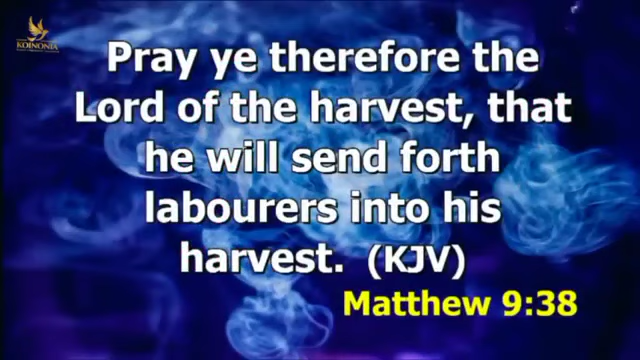 KOINONIA
Pray ye therefore the
Lord of the harvest, that
he will send forth
labourers into his
harvest. (KJV)
Matthew 9:38